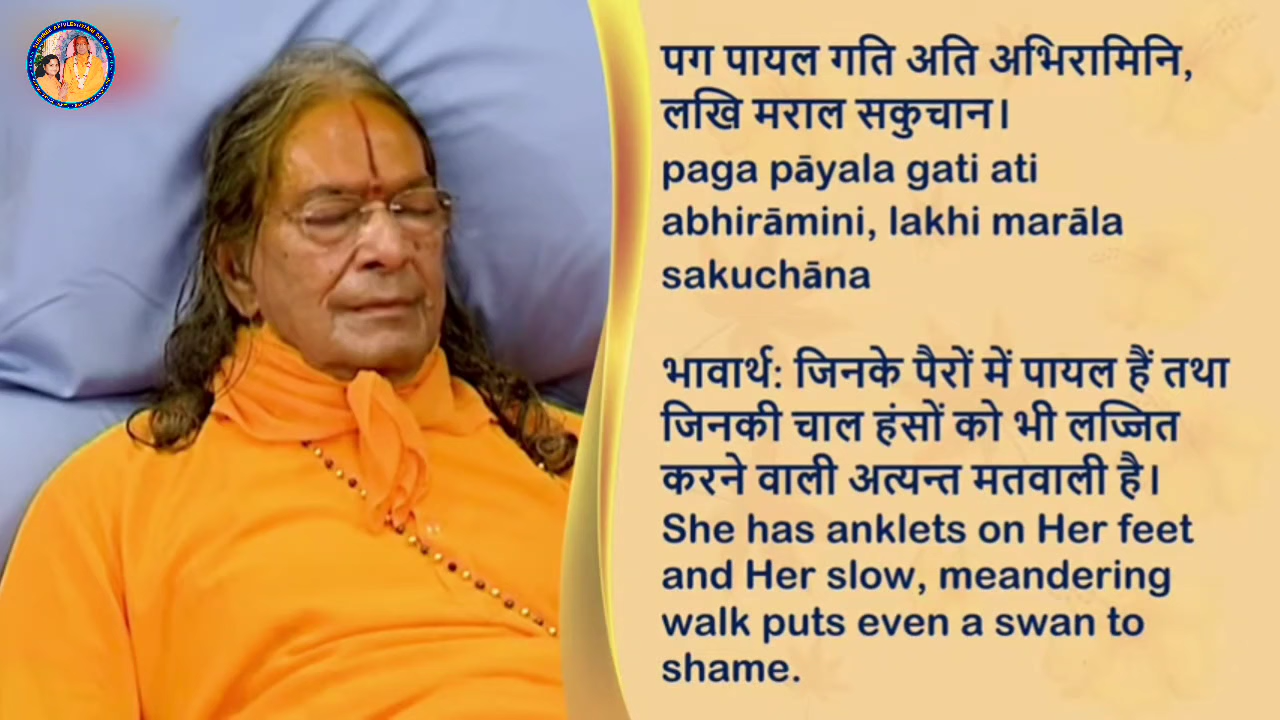 पग पायल गति अति अभिरामिनि,
लखि मराल सकुचान।
paga pāyala gati ati
abhirāmini, lakhi marāla
sakuchāna
भावार्थ: जिनके पैरों में पायल हैं तथा
जिनकी चाल हंसों को भी लज्जित
करने वाली अत्यन्त मतवाली है।
She has anklets on Her feet
and Her slow, meandering
walk puts even a swan to
shame.